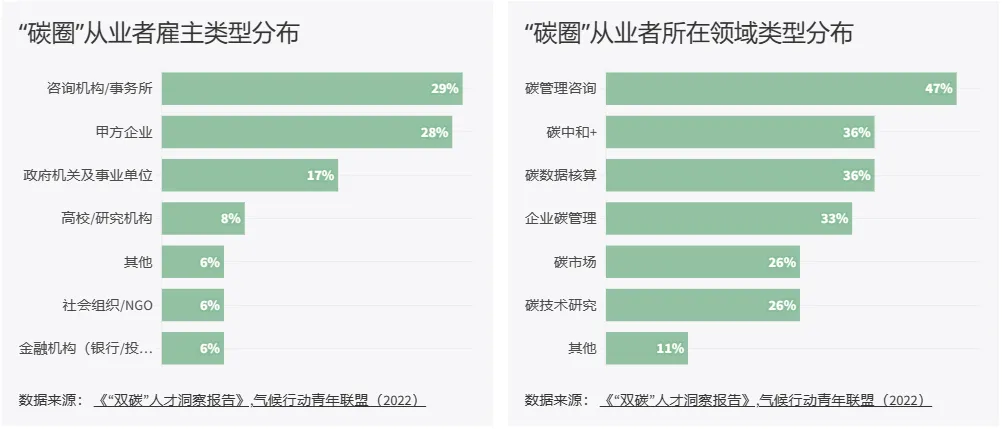 “碳圈”从业者雇主类型分布
咨询机构/事务所
29%
甲方企业
28%
政府机关及事业单位
17%
高校/研究机构
8%
其他
6%
社会组织/NGO
6%
金融机构（银行/投...
6%
数据来源： 《“双碳”人才洞察报告》,气候行动青年联盟（2022）
“碳圈”从业者所在领域类型分布
碳管理咨询
47%
碳中和+
36%
碳数据核算
36%
企业碳管理
33%
碳市场
26%
碳技术研究
26%
其他
11%
数据来源： 《“双碳”人才洞察报告》,气候行动青年联盟（2022）